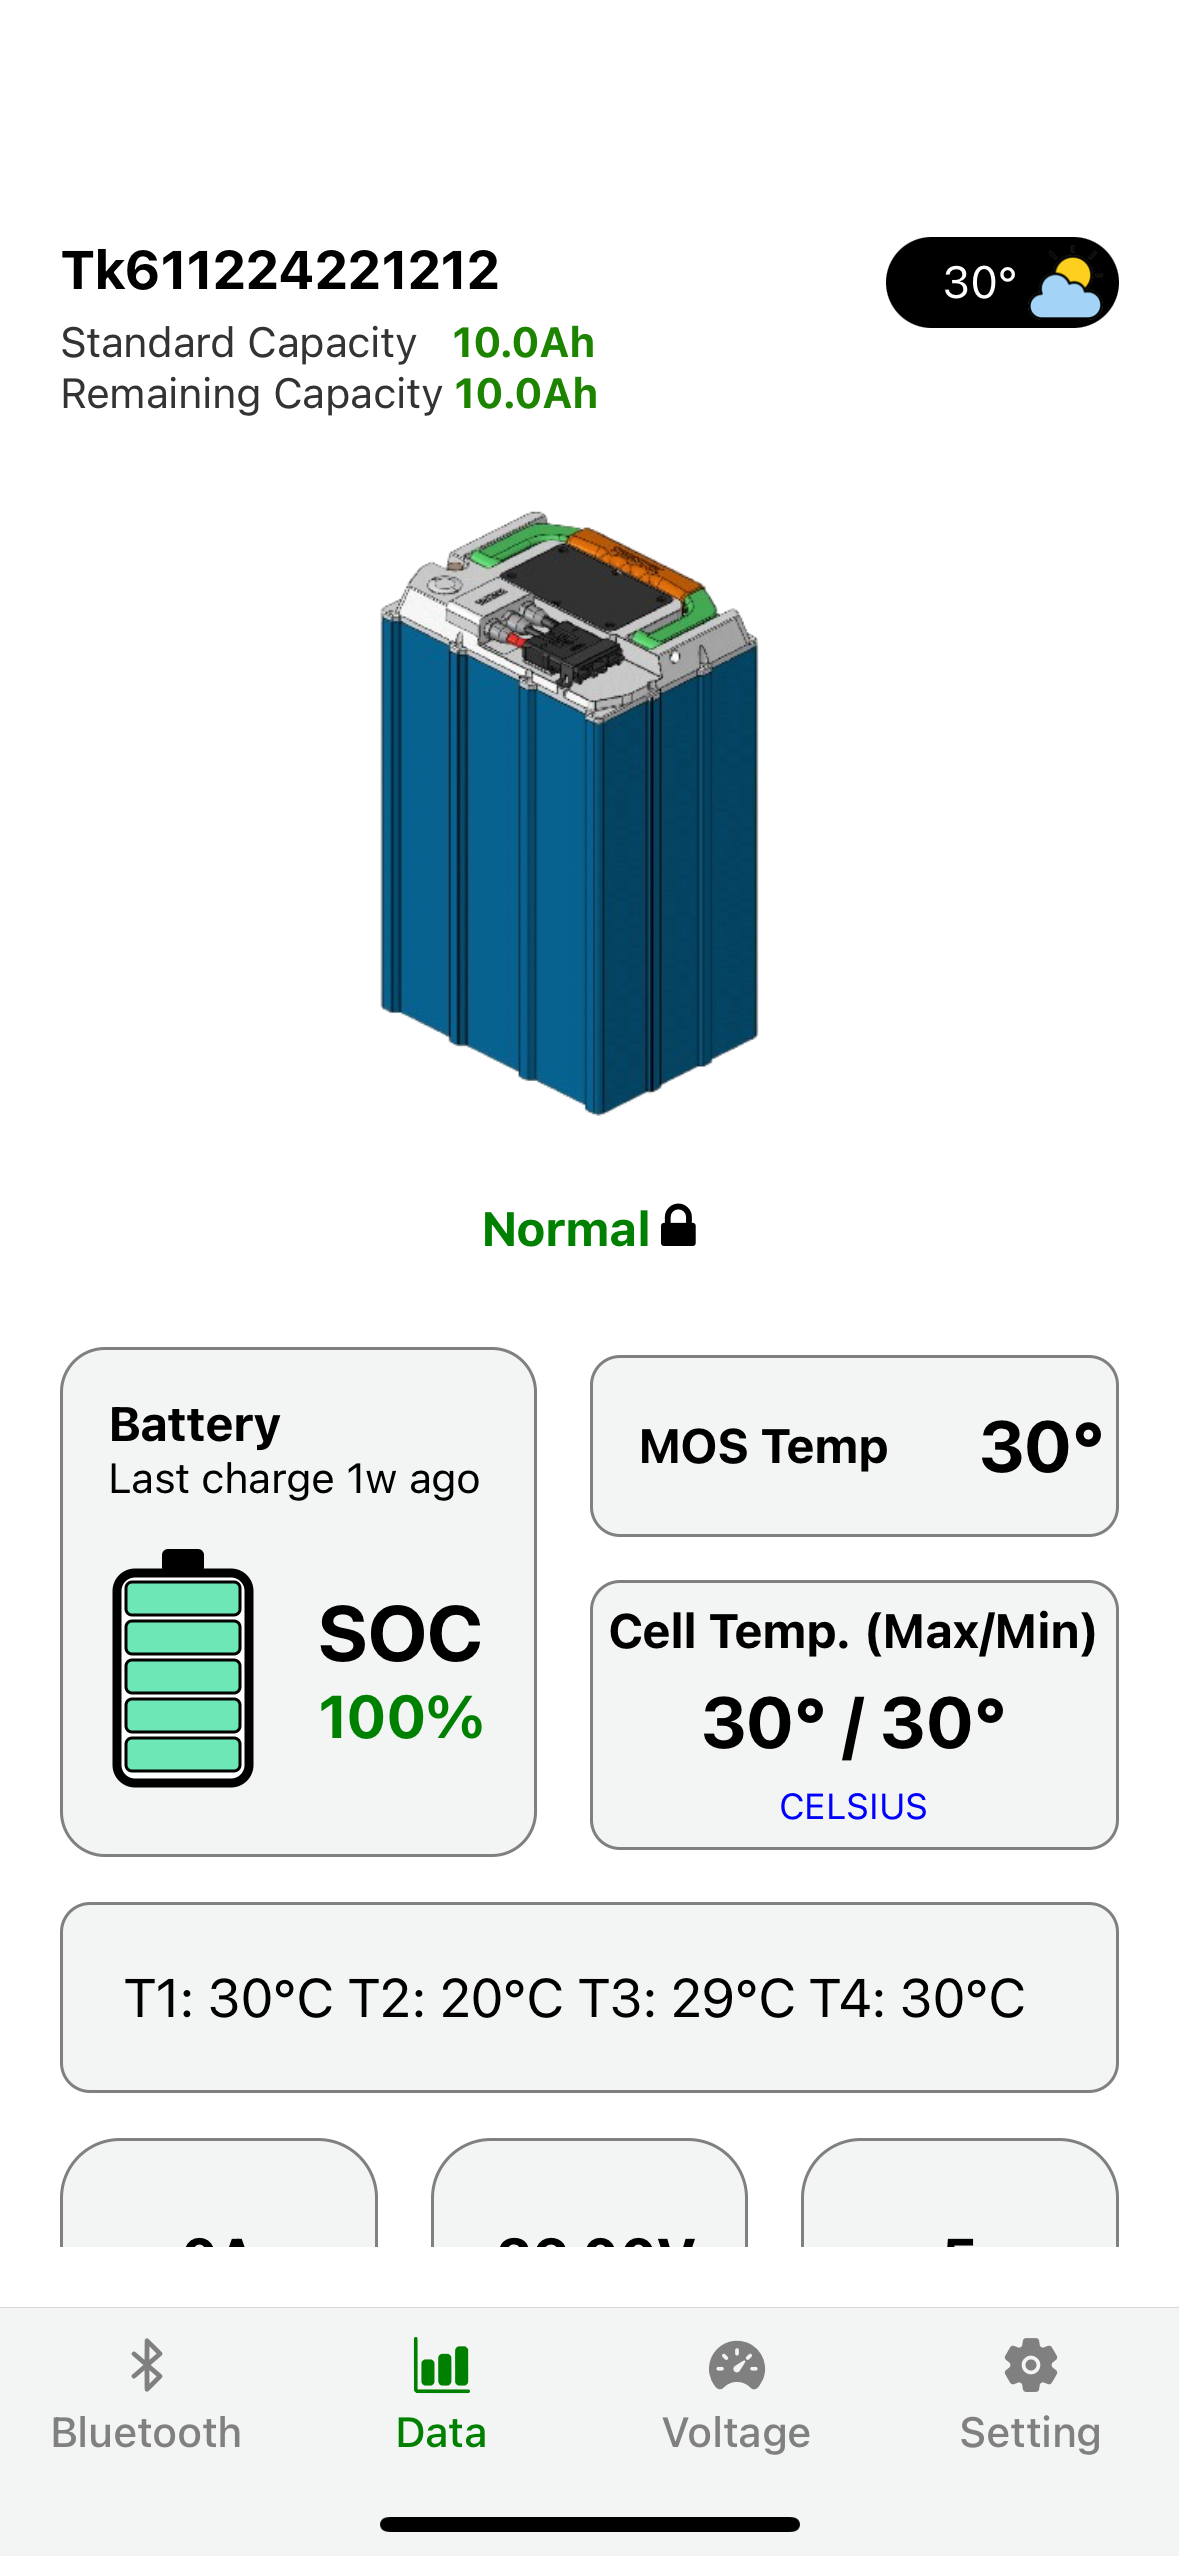 Tk611224221212
30°
Standard Capacity 10.0Ah
Remaining Capacity 10.0Ah
Normal
Battery
Last charge 1w ago
SOC
100%
MOS Temp 30°
Cell Temp. (Max/Min)
30° / 30°
CELSIUS
T1: 30°C T2: 20°C T3: 29°C T4: 30°C
Bluetooth
Data
Voltage
Setting